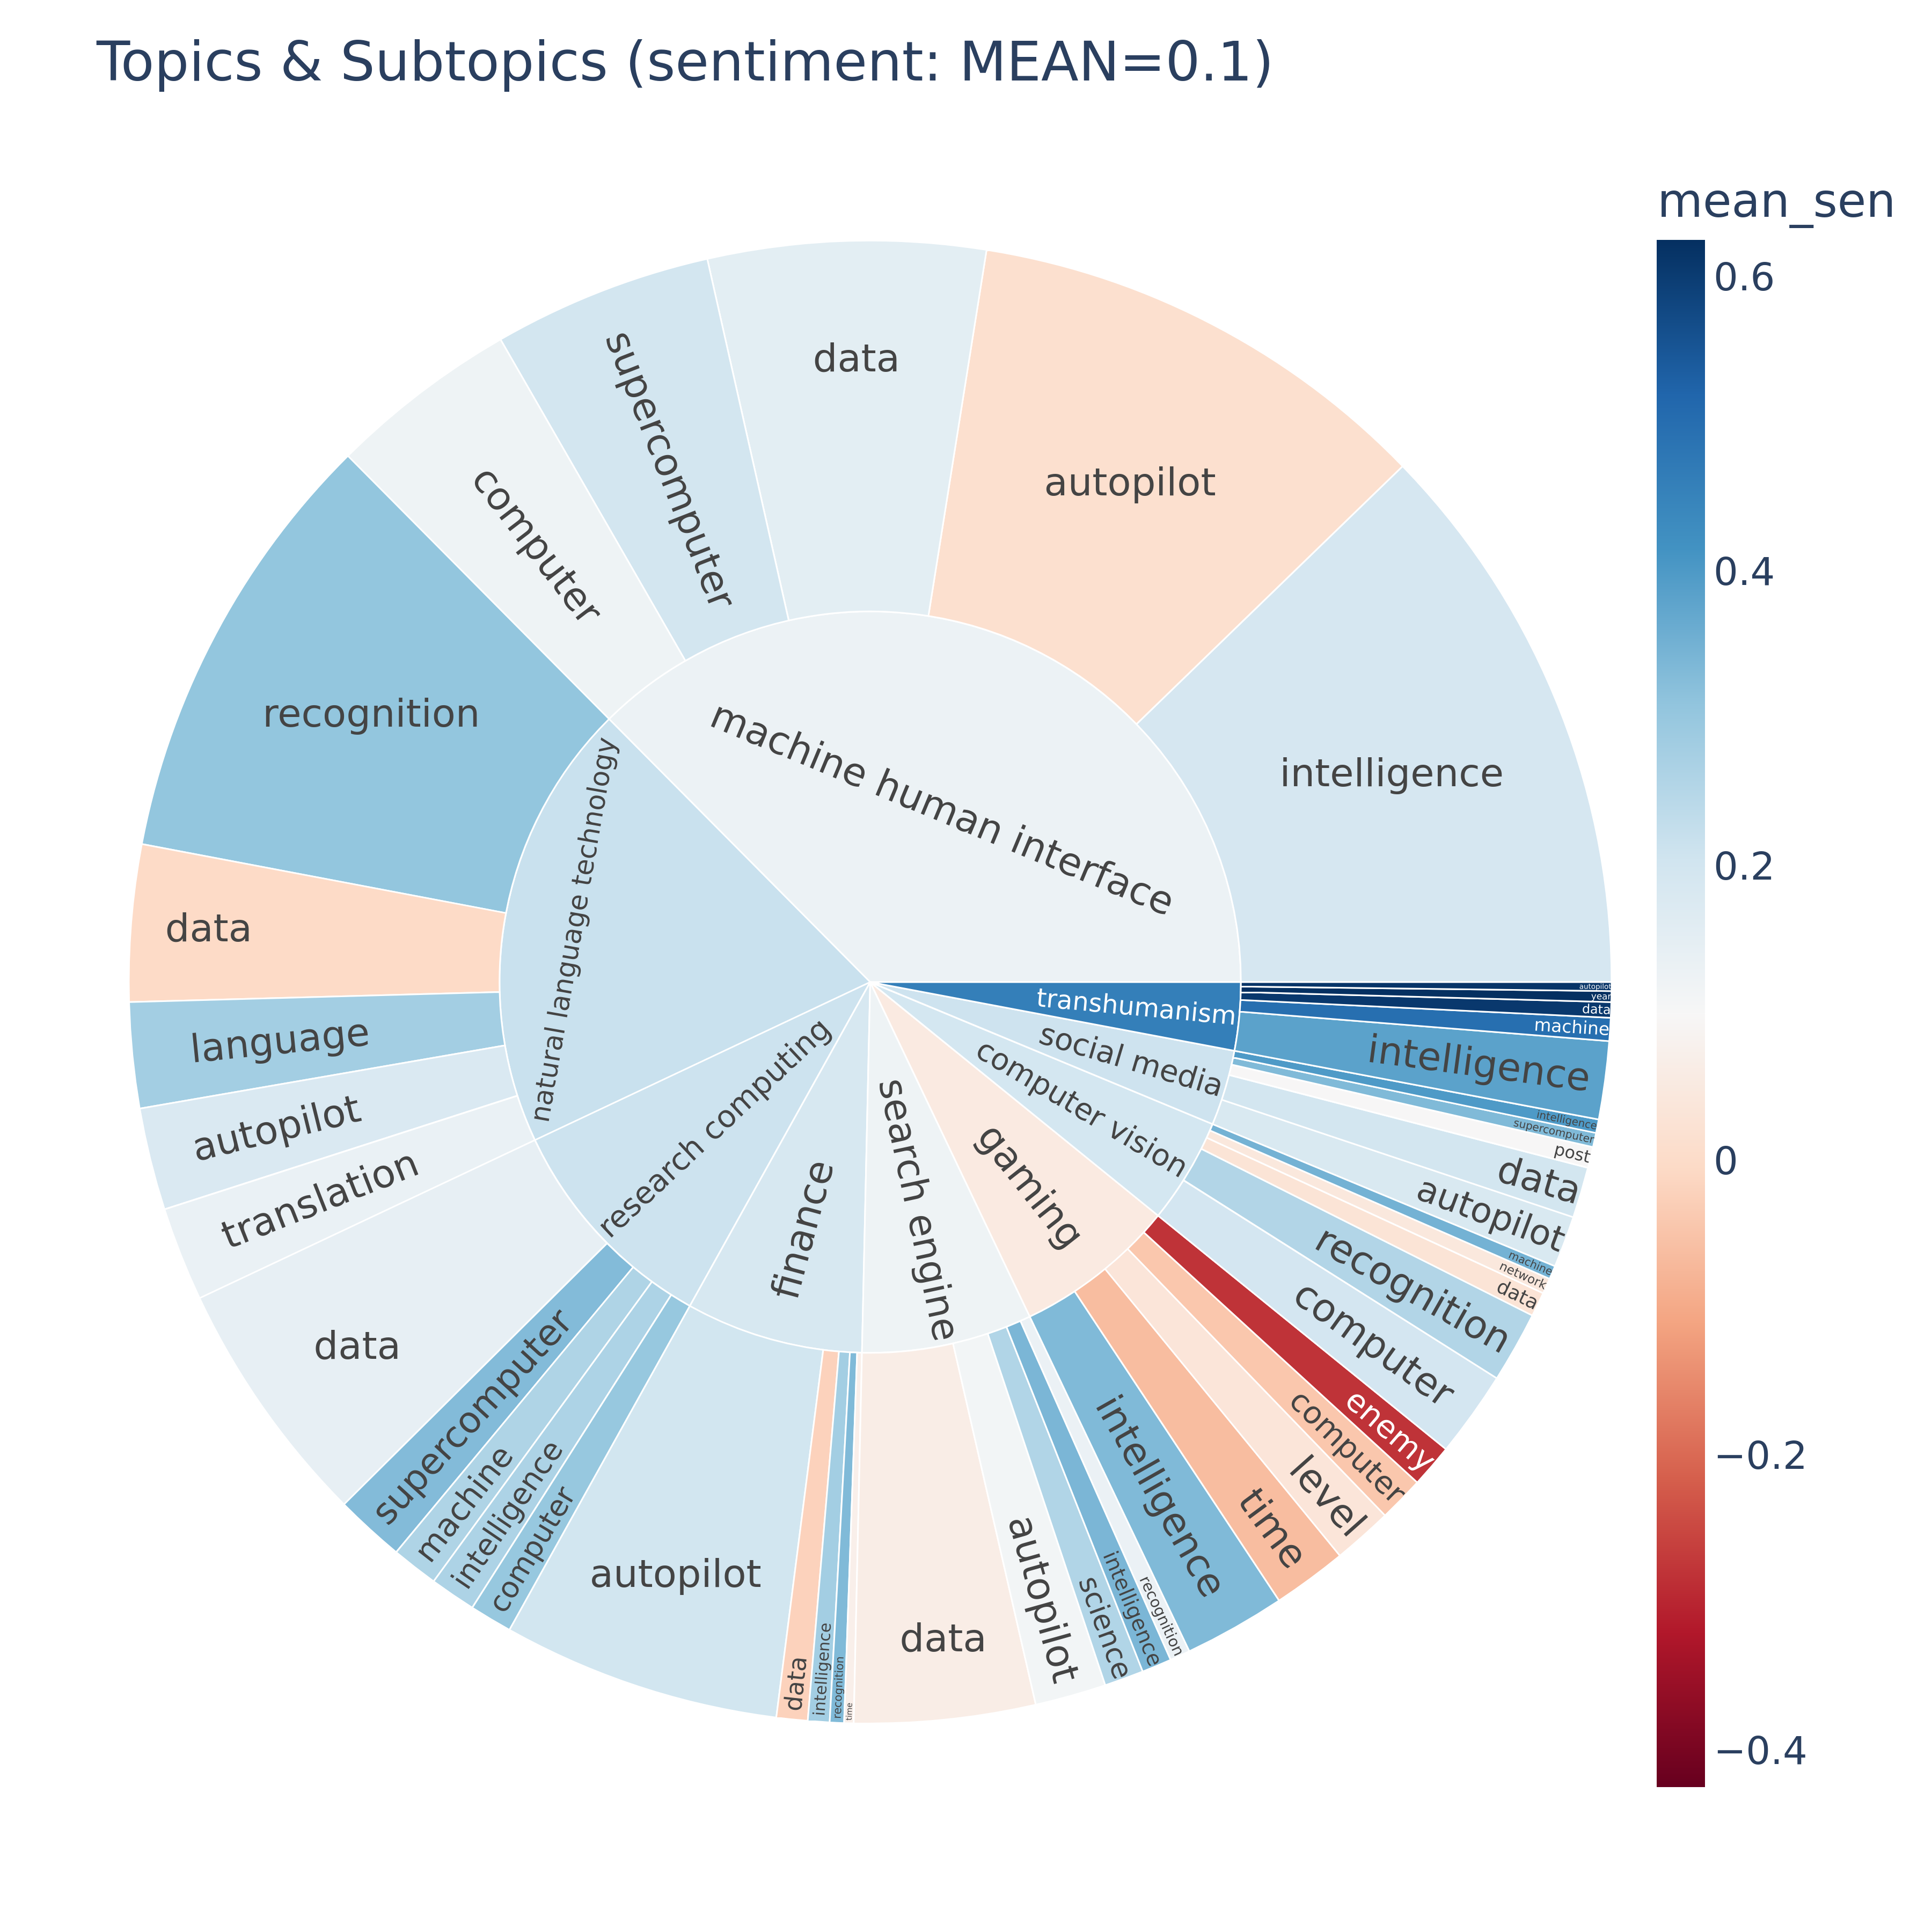 Topics & Subtopics (sentiment: MEAN=0.1)
mean_sen
0.6
0.4
0.2
0
−0.2
−0.4
machine human interface
intelligence
autopilot
data
supercomputer
computer
natural language technology
recognition
data
language
autopilot
translation
research computing
data
supercomputer
machine
intelligence
computer
finance
autopilot
data
intelligence
recognition
time
search engine
data
autopilot
science
intelligence
recognition
gaming
intelligence
time
level
computer
enemy
computer vision
computer
recognition
data
network
machine
social media
autopilot
data
post
supercomputer
intelligence
transhumanism
intelligence
machine
data
year
autopilot